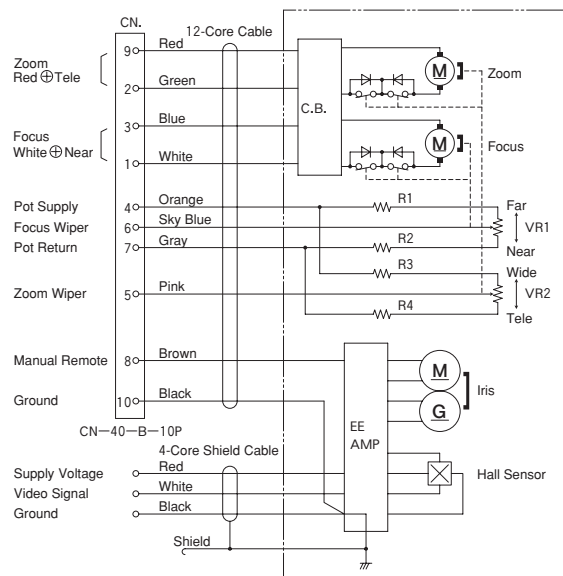 CN.
12-Core Cable
9
Red
Zoom
Red ⊕ Tele
M
Zoom
2
Green
C.B.
3
Blue
Focus
White ⊕ Near
M
Focus
1
White
Pot Supply
4
Orange
R1
Far
Focus Wiper
6
Sky Blue
VR1
Pot Return
7
Gray
R2
Near
R3
Wide
Zoom Wiper
5
Pink
VR2
R4
Tele
Manual Remote
8
Brown
M
Iris
Ground
10
Black
G
CN-40-B-10P
EE
AMP
4-Core Shield Cable
Supply Voltage
Red
Hall Sensor
Video Signal
White
Ground
Black
Shield